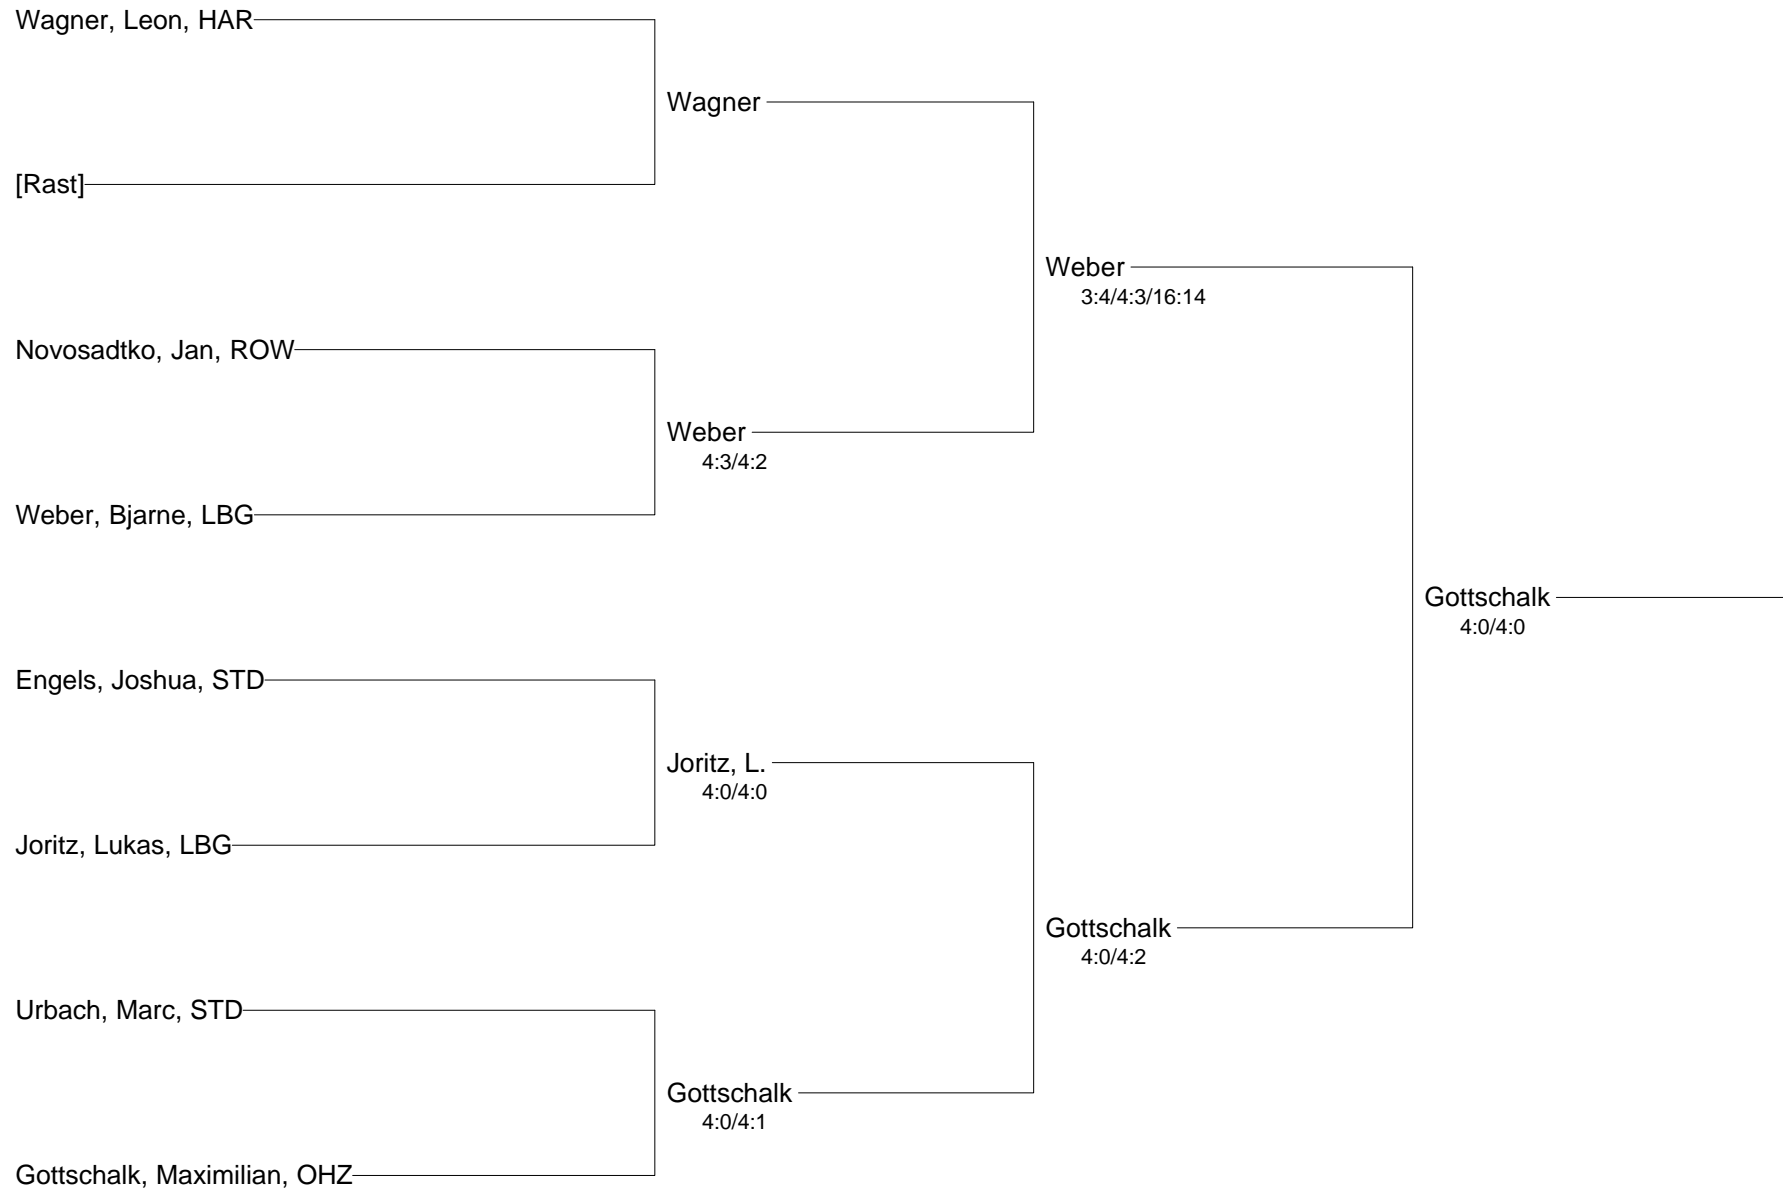 Wagner, Leon, HAR
Wagner
[Rast]
Weber
3:4/4:3/16:14
Novosadtko, Jan, ROW
Weber
4:3/4:2
Weber, Bjarne, LBG
Gottschalk
4:0/4:0
Engels, Joshua, STD
Joritz, L.
4:0/4:0
Joritz, Lukas, LBG
Gottschalk
4:0/4:2
Urbach, Marc, STD
Gottschalk
4:0/4:1
Gottschalk, Maximilian, OHZ